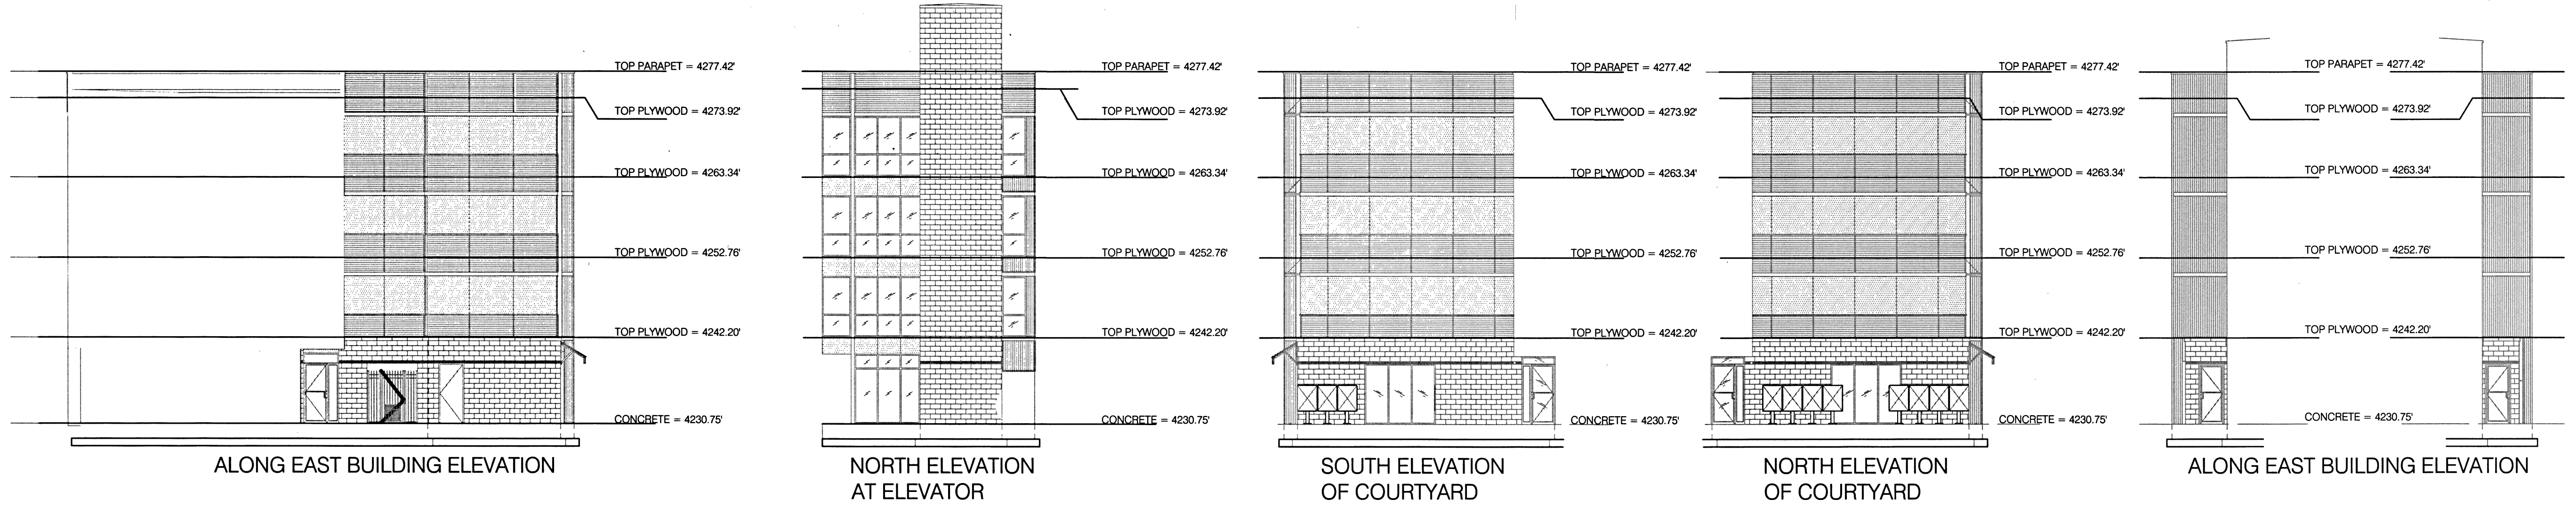 TOP PARAPET = 4277.42'
TOP PLYWOOD = 4273.92'
TOP PLYWOOD = 4263.34'
TOP PLYWOOD = 4252.76'
TOP PLYWOOD = 4242.20'
CONCRETE = 4230.75'
ALONG EAST BUILDING ELEVATION
TOP PARAPET = 4277.42'
TOP PLYWOOD = 4273.92'
TOP PLYWOOD = 4263.34'
TOP PLYWOOD = 4252.76'
TOP PLYWOOD = 4242.20'
CONCRETE = 4230.75'
NORTH ELEVATION
AT ELEVATOR
TOP PARAPET = 4277.42'
TOP PLYWOOD = 4273.92'
TOP PLYWOOD = 4263.34'
TOP PLYWOOD = 4252.76'
TOP PLYWOOD = 4242.20'
CONCRETE = 4230.75'
SOUTH ELEVATION
OF COURTYARD
TOP PARAPET = 4277.42'
TOP PLYWOOD = 4273.92'
TOP PLYWOOD = 4263.34'
TOP PLYWOOD = 4252.76'
TOP PLYWOOD = 4242.20'
CONCRETE = 4230.75'
NORTH ELEVATION
OF COURTYARD
TOP PARAPET = 4277.42'
TOP PLYWOOD = 4273.92'
TOP PLYWOOD = 4263.34'
TOP PLYWOOD = 4252.76'
TOP PLYWOOD = 4242.20'
CONCRETE = 4230.75'
ALONG EAST BUILDING ELEVATION